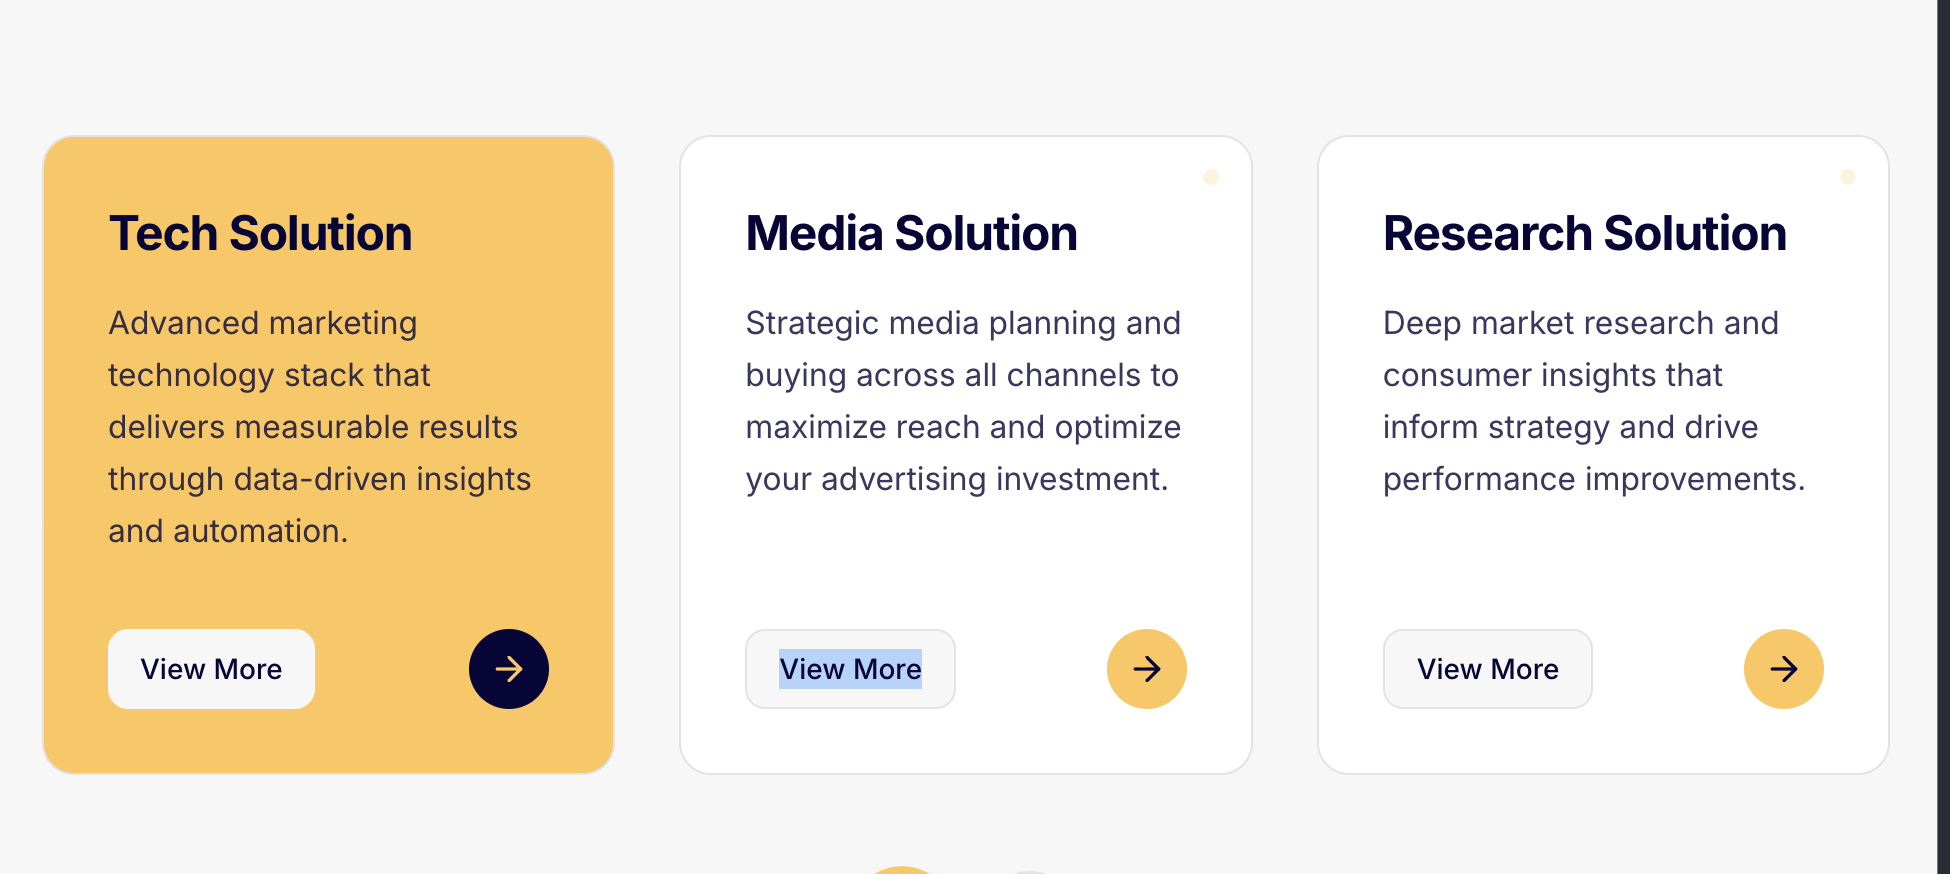 Tech Solution
Advanced marketing
technology stack that
delivers measurable results
through data-driven insights
and automation.
View More
Media Solution
Strategic media planning and
buying across all channels to
maximize reach and optimize
your advertising investment.
View More
Research Solution
Deep market research and
consumer insights that
inform strategy and drive
performance improvements.
View More